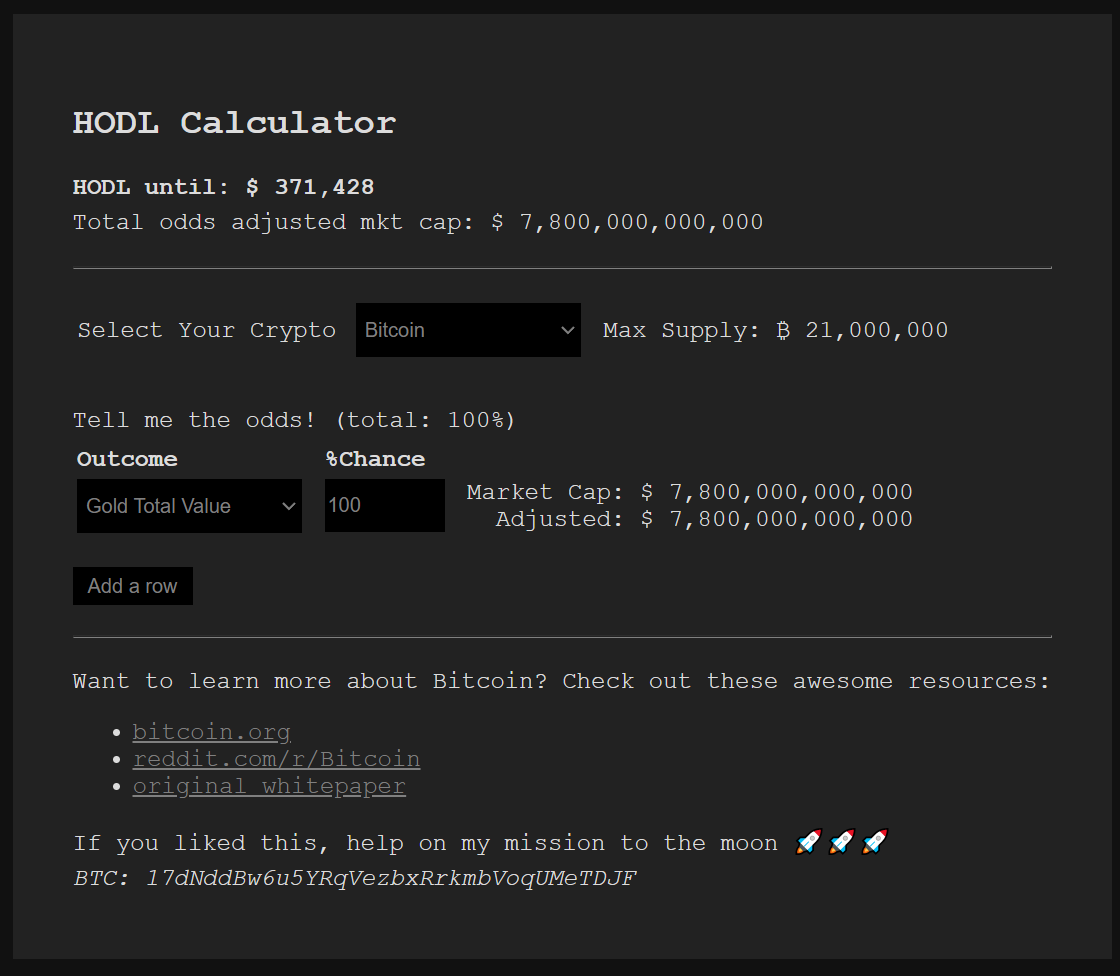 HODL Calculator
HODL until: $ 371,428
Total odds adjusted mkt cap: $ 7,800,000,000,000
Select Your Crypto Bitcoin Max Supply: ₿ 21,000,000
Tell me the odds! (total: 100%)
Outcome %Chance
Gold Total Value 100 Market Cap: $ 7,800,000,000,000
Adjusted: $ 7,800,000,000,000
Add a row
Want to learn more about Bitcoin? Check out these awesome resources:
• bitcoin.org
• reddit.com/r/Bitcoin
• original whitepaper
If you liked this, help on my mission to the moon 🚀🚀🚀
BTC: 17dNddBw6u5YRqVezbxRrkmbVoqUMeTDJF